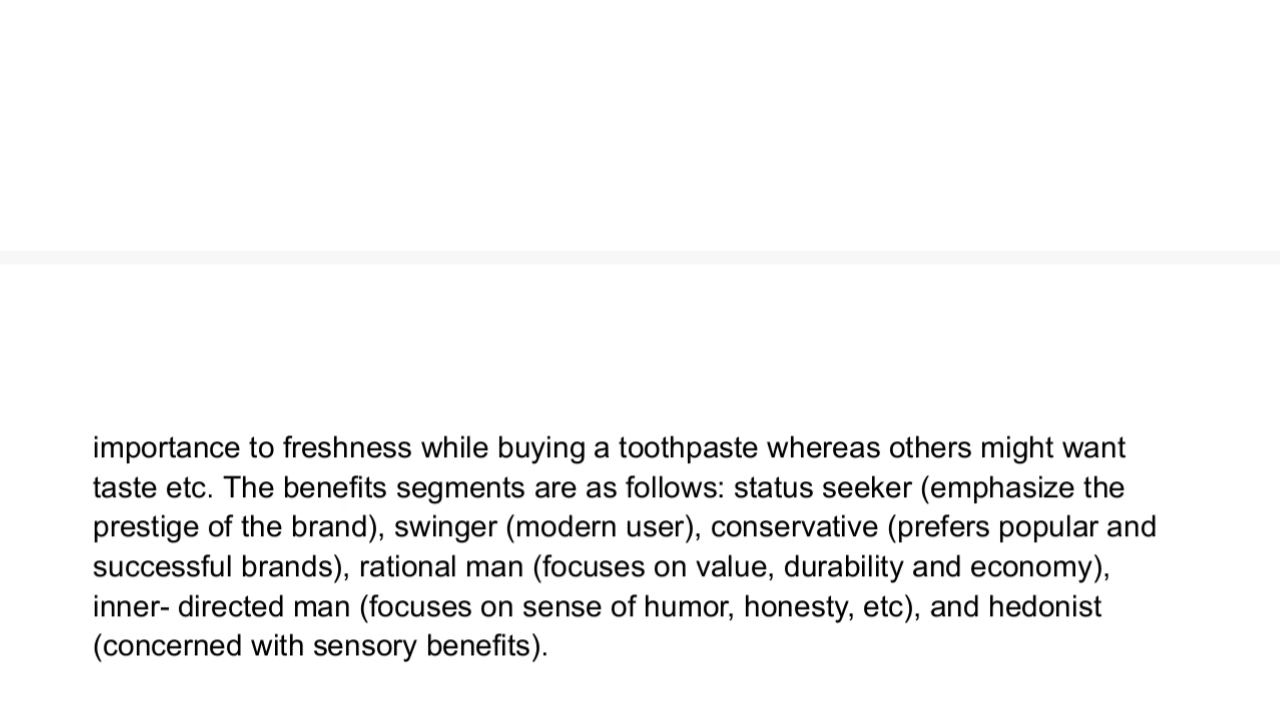 importance to freshness while buying a toothpaste whereas others might want
taste etc. The benefits segments are as follows: status seeker (emphasize the
prestige of the brand), swinger (modern user), conservative (prefers popular and
successful brands), rational man (focuses on value, durability and economy),
inner- directed man (focuses on sense of humor, honesty, etc), and hedonist
(concerned with sensory benefits).